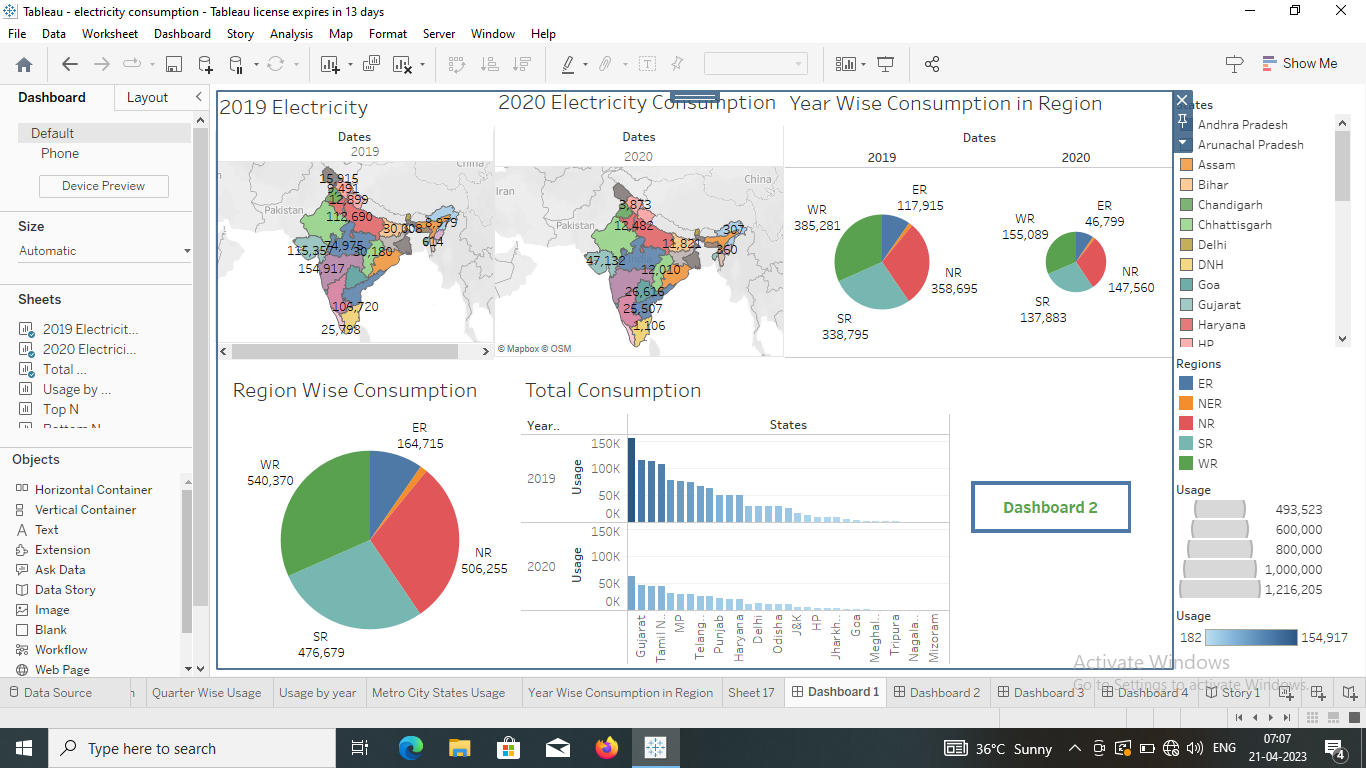 Tableau - electricity consumption - Tableau license expires in 13 days
File Data Worksheet Dashboard Story Analysis Map Format Server Window Help
Show Me
Dashboard Layout
Default
Phone
Device Preview
Size
Automatic
Sheets
2019 Electricit...
2020 Electrici...
Total ...
Usage by ...
Top N
Bottom N
Objects
Horizontal Container
Vertical Container
Text
Extension
Ask Data
Data Story
Image
Blank
Workflow
Web Page
2019 Electricity
Dates
2019
China
Pakistan
15,915
9,491
12,899
112,690
30,008
8,979
614
74,975
30,180
154,917
106,720
25,798
2020 Electricity Consumption
Dates
2020
Iran
China
Pakistan
India
3,873
12,482
307
11,821
360
47,132
12,010
26,616
25,507
1,106
© Mapbox © OSM
Year Wise Consumption in Region
Dates
2019 2020
ER
117,915
WR
385,281
NR
358,695
SR
338,795
ER
46,799
WR
155,089
NR
147,560
SR
137,883
Region Wise Consumption
ER
164,715
WR
540,370
NR
506,255
SR
476,679
Total Consumption
Year.. States
2019
Usage
150K
100K
50K
0K
2020
Usage
150K
100K
50K
0K
Gujarat
Tamil N..
MP
Telang..
Punjab
Haryana
Delhi
Odisha
J&K
HP
Jharkh..
Goa
Meghal..
Tripura
Nagala..
Mizoram
Dashboard 2
Andhra Pradesh
Arunachal Pradesh
Assam
Bihar
Chandigarh
Chhattisgarh
Delhi
DNH
Goa
Gujarat
Haryana
HP
Regions
ER
NER
NR
SR
WR
Usage
493,523
600,000
800,000
1,000,000
1,216,205
Usage
182 154,917
Activate Windows
Go to Settings to activate Windows.
Data Source Quarter Wise Usage Usage by year Metro City States Usage Year Wise Consumption in Region Sheet 17 Dashboard 1 Dashboard 2 Dashboard 3 Dashboard 4 Story 1
Type here to search
36°C Sunny ENG
07:07
21-04-2023
4